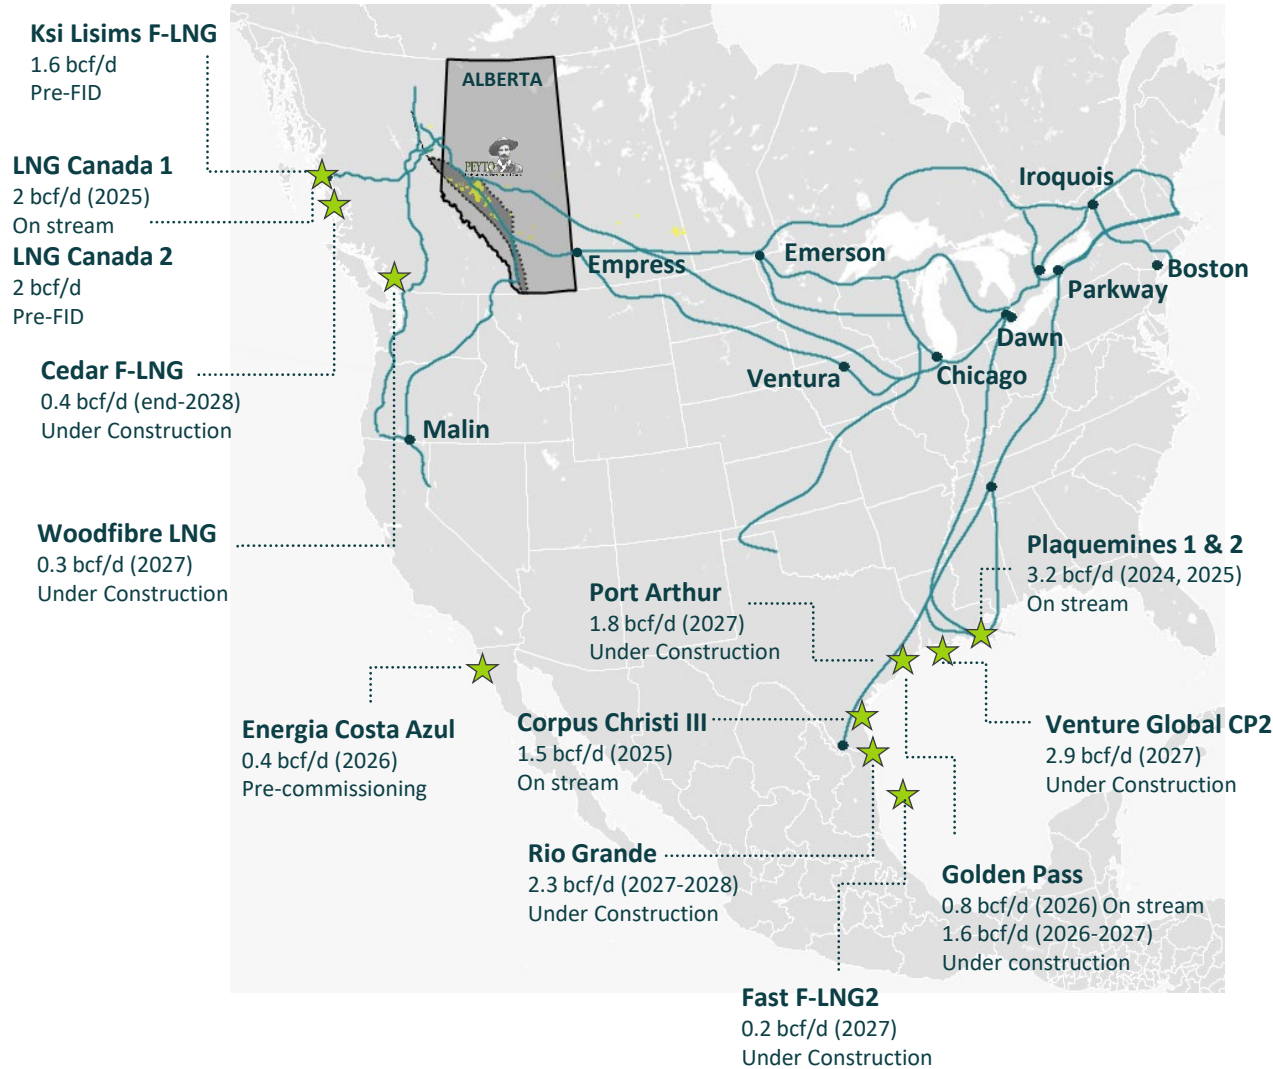 Ksi Lisims F-LNG
1.6 bcf/d
Pre-FID
LNG Canada 1
2 bcf/d (2025)
On stream
LNG Canada 2
2 bcf/d
Pre-FID
Cedar F-LNG
0.4 bcf/d (end-2028)
Under Construction
Woodfibre LNG
0.3 bcf/d (2027)
Under Construction
Energia Costa Azul
0.4 bcf/d (2026)
Pre-commissioning
ALBERTA
PEYTO
Empress
Emerson
Iroquois
Boston
Parkway
Dawn
Chicago
Ventura
Malin
Port Arthur
1.8 bcf/d (2027)
Under Construction
Corpus Christi III
1.5 bcf/d (2025)
On stream
Rio Grande
2.3 bcf/d (2027-2028)
Under Construction
Fast F-LNG2
0.2 bcf/d (2027)
Under Construction
Plaquemines 1 & 2
3.2 bcf/d (2024, 2025)
On stream
Venture Global CP2
2.9 bcf/d (2027)
Under Construction
Golden Pass
0.8 bcf/d (2026) On stream
1.6 bcf/d (2026-2027)
Under construction